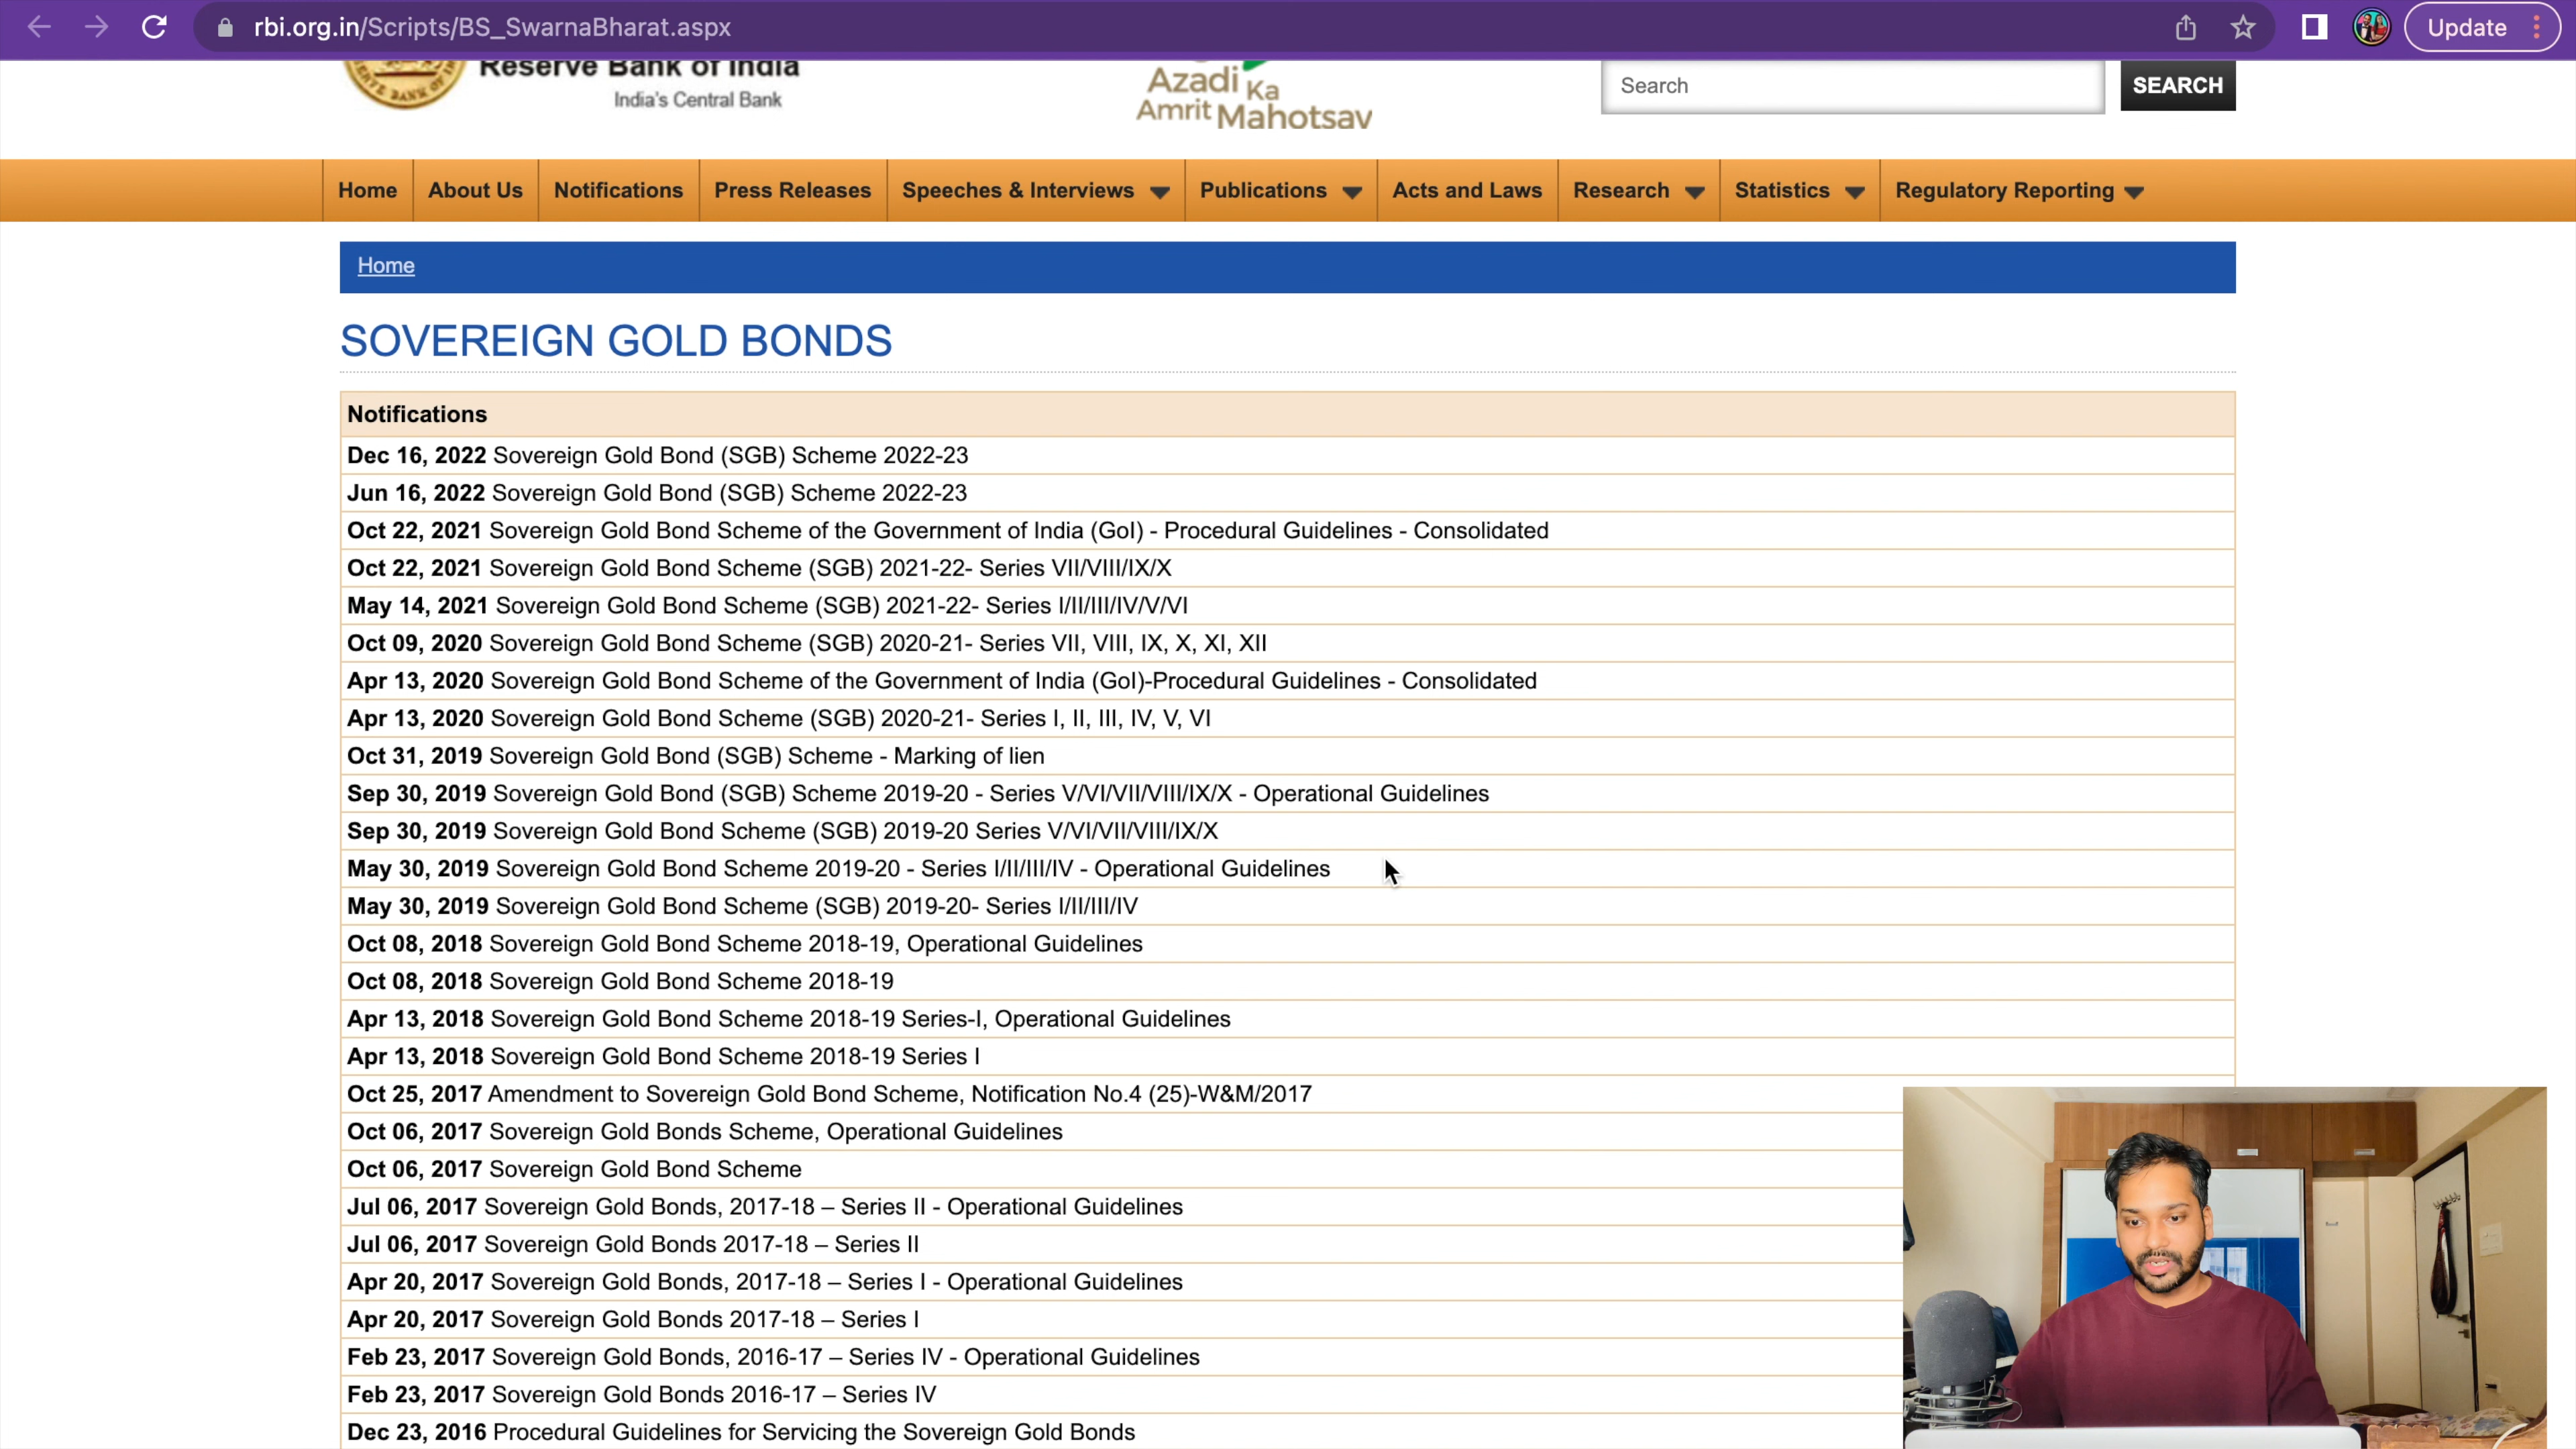 rbi.org.in/Scripts/BS_SwarnaBharat.aspx
Update
Reserve Bank of India
India's Central Bank
Azadi Ka
Amrit Mahotsav
Search
SEARCH
Home
About Us
Notifications
Press Releases
Speeches & Interviews
Publications
Acts and Laws
Research
Statistics
Regulatory Reporting
Home
SOVEREIGN GOLD BONDS
Notifications
Dec 16, 2022 Sovereign Gold Bond (SGB) Scheme 2022-23
Jun 16, 2022 Sovereign Gold Bond (SGB) Scheme 2022-23
Oct 22, 2021 Sovereign Gold Bond Scheme of the Government of India (GoI) - Procedural Guidelines - Consolidated
Oct 22, 2021 Sovereign Gold Bond Scheme (SGB) 2021-22- Series VII/VIII/IX/X
May 14, 2021 Sovereign Gold Bond Scheme (SGB) 2021-22- Series I/II/III/IV/V/VI
Oct 09, 2020 Sovereign Gold Bond Scheme (SGB) 2020-21- Series VII, VIII, IX, X, XI, XII
Apr 13, 2020 Sovereign Gold Bond Scheme of the Government of India (GoI)-Procedural Guidelines - Consolidated
Apr 13, 2020 Sovereign Gold Bond Scheme (SGB) 2020-21- Series I, II, III, IV, V, VI
Oct 31, 2019 Sovereign Gold Bond (SGB) Scheme - Marking of lien
Sep 30, 2019 Sovereign Gold Bond (SGB) Scheme 2019-20 - Series V/VI/VII/VIII/IX/X - Operational Guidelines
Sep 30, 2019 Sovereign Gold Bond Scheme (SGB) 2019-20 Series V/VI/VII/VIII/IX/X
May 30, 2019 Sovereign Gold Bond Scheme 2019-20 - Series I/II/III/IV - Operational Guidelines
May 30, 2019 Sovereign Gold Bond Scheme (SGB) 2019-20- Series I/II/III/IV
Oct 08, 2018 Sovereign Gold Bond Scheme 2018-19, Operational Guidelines
Oct 08, 2018 Sovereign Gold Bond Scheme 2018-19
Apr 13, 2018 Sovereign Gold Bond Scheme 2018-19 Series-I, Operational Guidelines
Apr 13, 2018 Sovereign Gold Bond Scheme 2018-19 Series I
Oct 25, 2017 Amendment to Sovereign Gold Bond Scheme, Notification No.4 (25)-W&M/2017
Oct 06, 2017 Sovereign Gold Bonds Scheme, Operational Guidelines
Oct 06, 2017 Sovereign Gold Bond Scheme
Jul 06, 2017 Sovereign Gold Bonds, 2017-18 – Series II - Operational Guidelines
Jul 06, 2017 Sovereign Gold Bonds 2017-18 – Series II
Apr 20, 2017 Sovereign Gold Bonds, 2017-18 – Series I - Operational Guidelines
Apr 20, 2017 Sovereign Gold Bonds 2017-18 – Series I
Feb 23, 2017 Sovereign Gold Bonds, 2016-17 – Series IV - Operational Guidelines
Feb 23, 2017 Sovereign Gold Bonds 2016-17 – Series IV
Dec 23, 2016 Procedural Guidelines for Servicing the Sovereign Gold Bonds